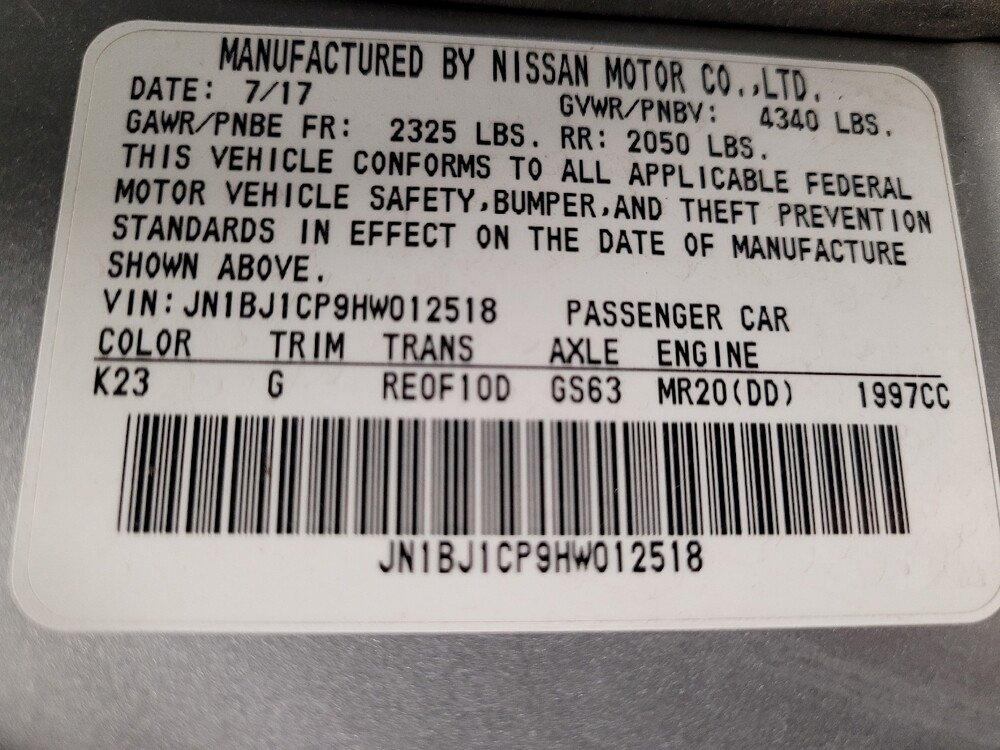 MANUFACTURED BY NISSAN MOTOR CO.,LTD.
DATE: 7/17 GVWR/PNBV: 4340 LBS.
GAWR/PNBE FR: 2325 LBS. RR: 2050 LBS.
THIS VEHICLE CONFORMS TO ALL APPLICABLE FEDERAL
MOTOR VEHICLE SAFETY,BUMPER,AND THEFT PREVENTION
STANDARDS IN EFFECT ON THE DATE OF MANUFACTURE
SHOWN ABOVE.
VIN:JN1BJ1CP9HW012518 PASSENGER CAR
COLOR TRIM TRANS AXLE ENGINE
K23 G RE0F10D GS63 MR20(DD) 1997CC
JN1BJ1CP9HW012518